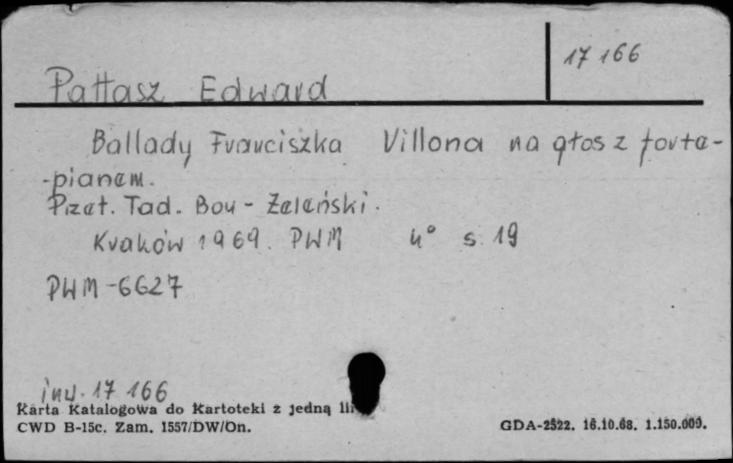 17 166
Pałłasz Edward
Ballady Franciszka Villona na głos z forte-
-pianem.
Przeł. Tad. Boy - Żeleński.
Kraków 1969. PWM 4° s. 19
PWM-6627
inw. 17 166
Karta Katalogowa do Kartoteki z jedną
CWD B-15c. Zam. 1557/DW/On.
GDA-2522. 16.10.68. 1.150.000.